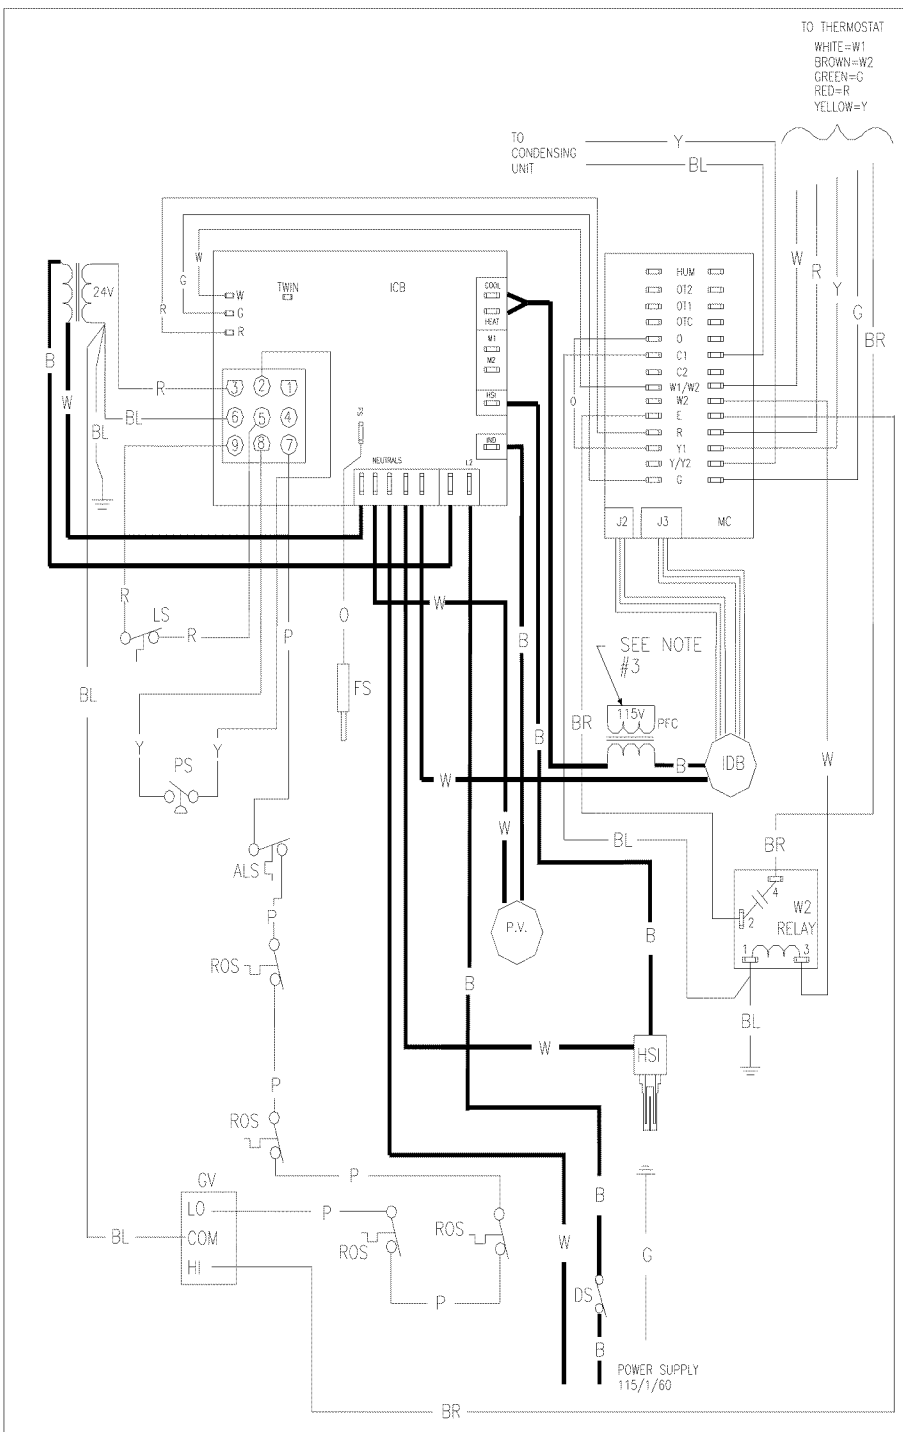 TO THERMOSTAT
WHITE=W1
BROWN=W2
GREEN=G
RED=R
YELLOW=Y
TO
CONDENSING
UNIT
Y
BL
W
G
R
W
G
R
TWIN
ICB
COOL
HEAT
M1
M2
HSI
IND
FS
NEUTRALS
L2
24V
B
W
R
BL
BL
3
2
1
6
5
4
9
8
7
HUM
OT2
OT1
OTC
O
C1
C2
W1/W2
W2
E
R
Y1
Y/Y2
G
J2
J3
MC
O
W
R
Y
G
BR
R
LS
R
P
O
FS
W
B
BL
Y
Y
PS
SEE NOTE
#3
115V
PFC
BR
B
B
IDB
W
W
W
ALS
BL
BR
4
2
W2
RELAY
1
3
P.V.
P
ROS
B
B
BL
W
HSI
P
ROS
GV
LO
COM
HI
P
P
ROS
ROS
BL
P
B
W
G
DS
B
POWER SUPPLY
115/1/60
BR